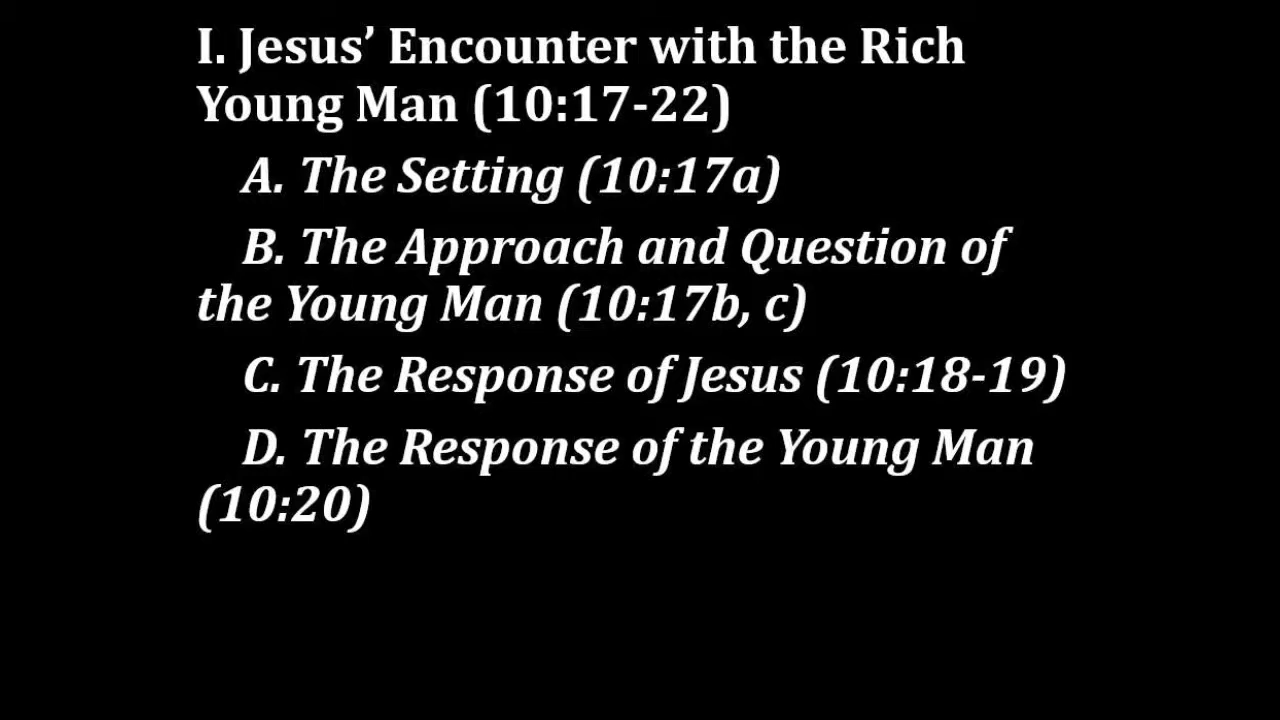 I. Jesus’ Encounter with the Rich
Young Man (10:17-22)
A. The Setting (10:17a)
B. The Approach and Question of
the Young Man (10:17b, c)
C. The Response of Jesus (10:18-19)
D. The Response of the Young Man
(10:20)